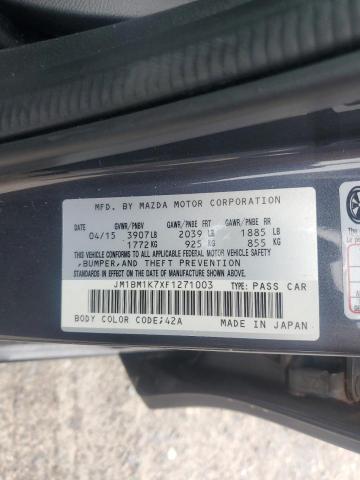 MFD. BY MAZDA MOTOR CORPORATION
DATE GVWR/PNBV GAWR/PNBE FRT GAWR/PNBE RR
04/15 3907LB 2039 LB 1885 LB
1772KG 925 KG 855 KG
THIS VEHICLE CONFORMS TO ALL APPLICABLE FEDERAL MOTOR VEHICLE SAFETY
, BUMPER, AND THEFT PREVENTION
STANDARDS IN EFFECT ON THE DATE OF MANUFACTURE SHOWN ABOVE.
JM1BM1K7XF1271003 TYPE: PASS CAR
BODY COLOR CODE:42A MADE IN JAPAN